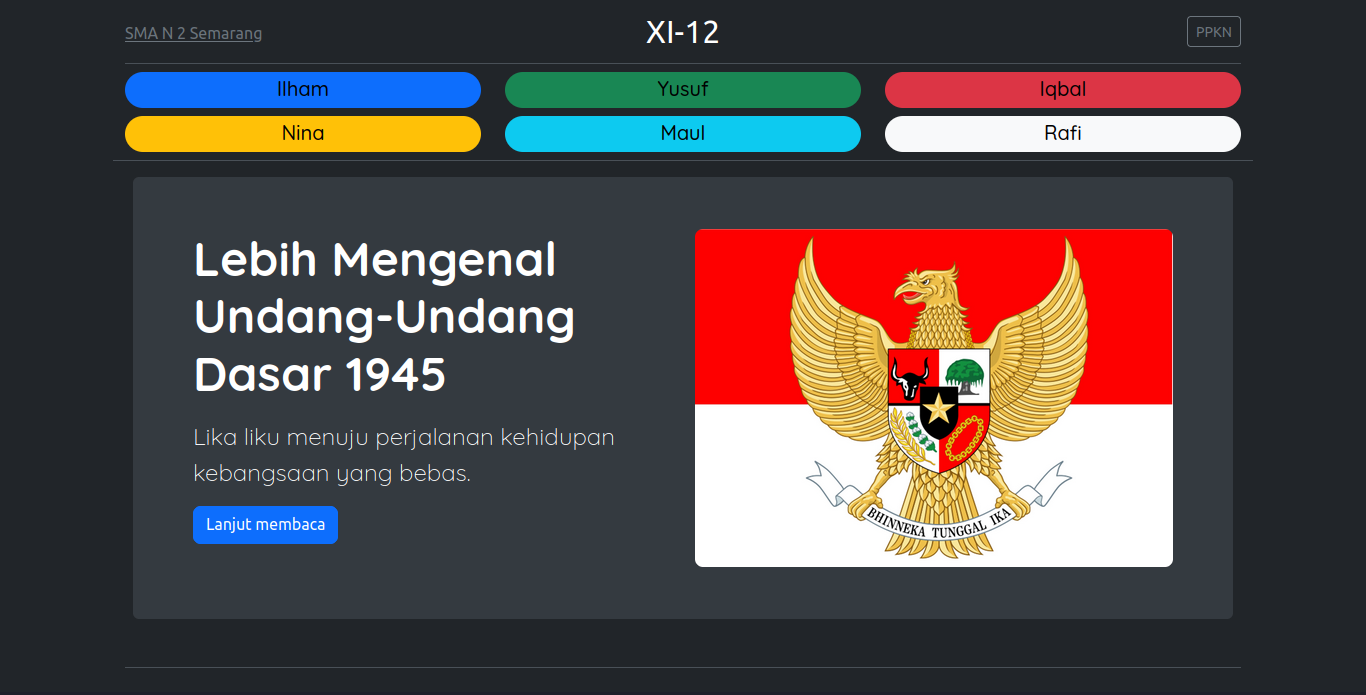 SMA N 2 Semarang
XI-12
PPKN
Ilham
Yusuf
Iqbal
Nina
Maul
Rafi
Lebih Mengenal
Undang-Undang
Dasar 1945
Lika liku menuju perjalanan kehidupan
kebangsaan yang bebas.
Lanjut membaca
BHINNEKA TUNGGAL IKA